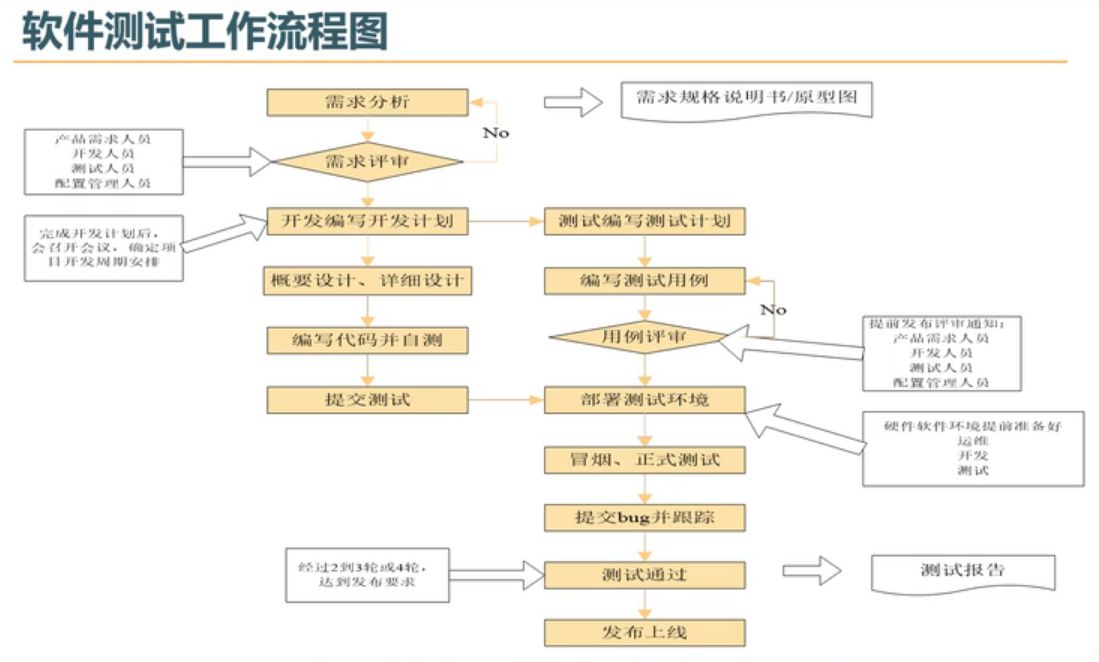 软件测试工作流程图
需求分析
需求规格说明书/原型图
No
产品需求人员
开发人员
测试人员
配置管理人员
需求评审
开发编写开发计划
测试编写测试计划
完成开发计划后，
会召开会议，确定项
目开发周期安排
概要设计、详细设计
编写测试用例
No
编写代码并自测
用例评审
提前发布评审通知：
产品需求人员
开发人员
测试人员
配置管理人员
提交测试
部署测试环境
硬件软件环境提前准备好
运维
开发
测试
冒烟、正式测试
提交bug并跟踪
经过2到3轮或4轮，
达到发布要求
测试通过
测试报告
发布上线